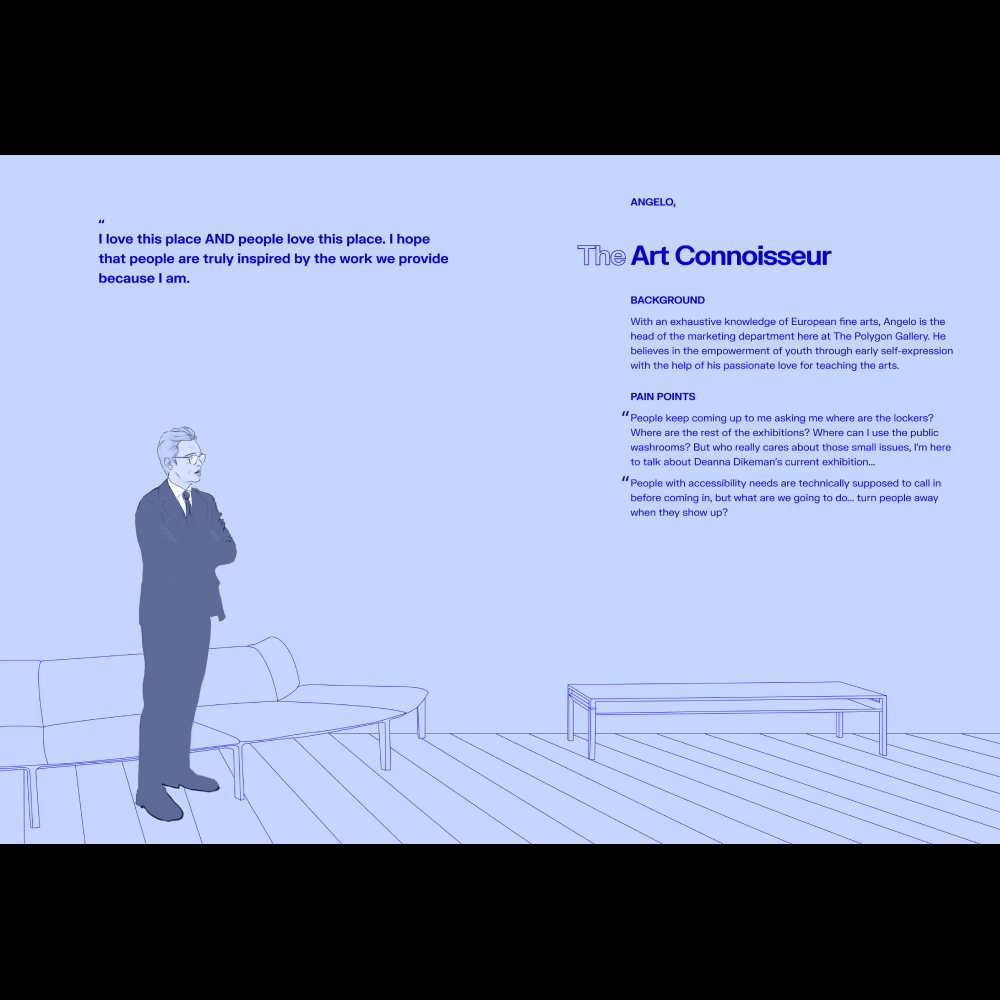 “
I love this place AND people love this place. I hope
that people are truly inspired by the work we provide
because I am.
ANGELO,
The Art Connoisseur
BACKGROUND
With an exhaustive knowledge of European fine arts, Angelo is the
head of the marketing department here at The Polygon Gallery. He
believes in the empowerment of youth through early self-expression
with the help of his passionate love for teaching the arts.
PAIN POINTS
“People keep coming up to me asking me where are the lockers?
Where are the rest of the exhibitions? Where can I use the public
washrooms? But who really cares about those small issues, I’m here
to talk about Deanna Dikeman’s current exhibition...
“People with accessibility needs are technically supposed to call in
before coming in, but what are we going to do... turn people away
when they show up?